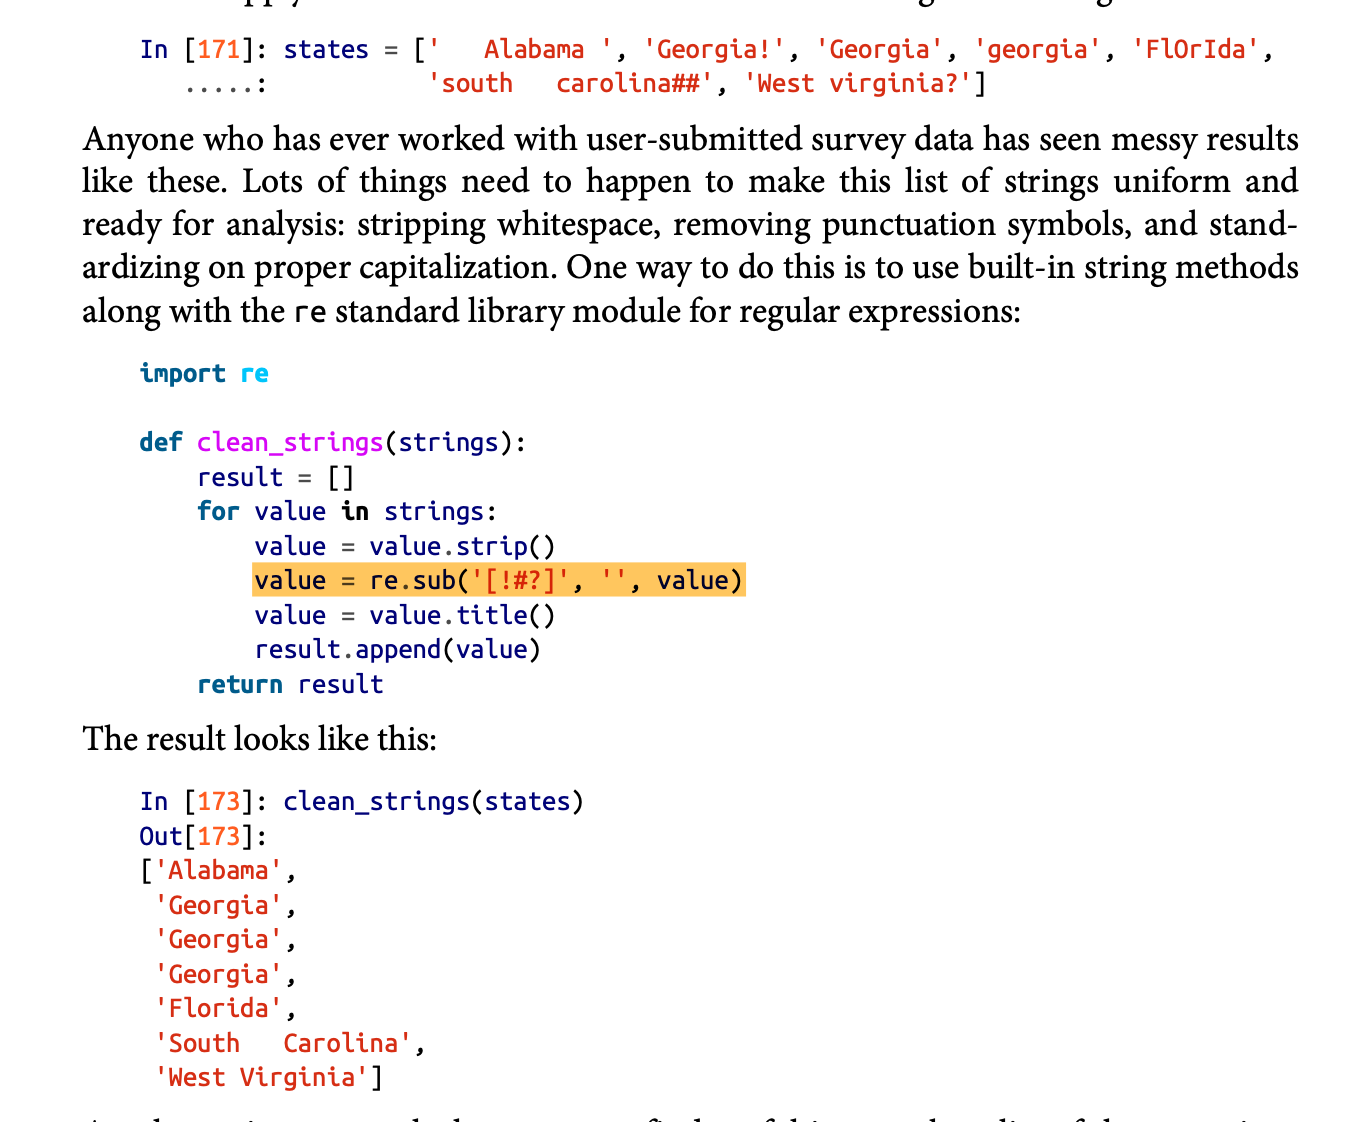 In [171]: states = ['   Alabama ', 'Georgia!', 'Georgia', 'georgia', 'FlOrIda',
   .....:           'south   carolina##', 'West virginia?']
Anyone who has ever worked with user-submitted survey data has seen messy results
like these. Lots of things need to happen to make this list of strings uniform and
ready for analysis: stripping whitespace, removing punctuation symbols, and stand-
ardizing on proper capitalization. One way to do this is to use built-in string methods
along with the re standard library module for regular expressions:
import re
def clean_strings(strings):
    result = []
    for value in strings:
        value = value.strip()
        value = re.sub('[!#?]', '', value)
        value = value.title()
        result.append(value)
    return result
The result looks like this:
In [173]: clean_strings(states)
Out[173]:
['Alabama',
 'Georgia',
 'Georgia',
 'Georgia',
 'Florida',
 'South   Carolina',
 'West Virginia']